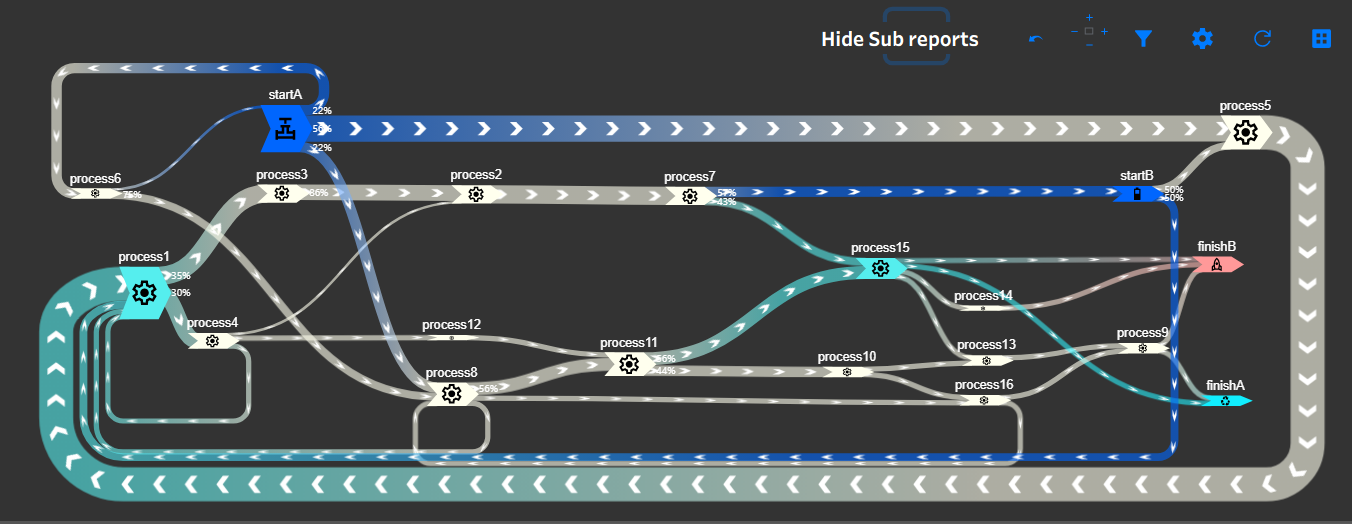 Hide Sub reports
startA
22%
50%
22%
process5
process6
75%
process3
86%
process2
process7
57%
43%
startB
50%
50%
process1
35%
30%
process15
finishB
process14
process4
process12
process11
56%
44%
process10
process13
process9
process8
56%
process16
finishA